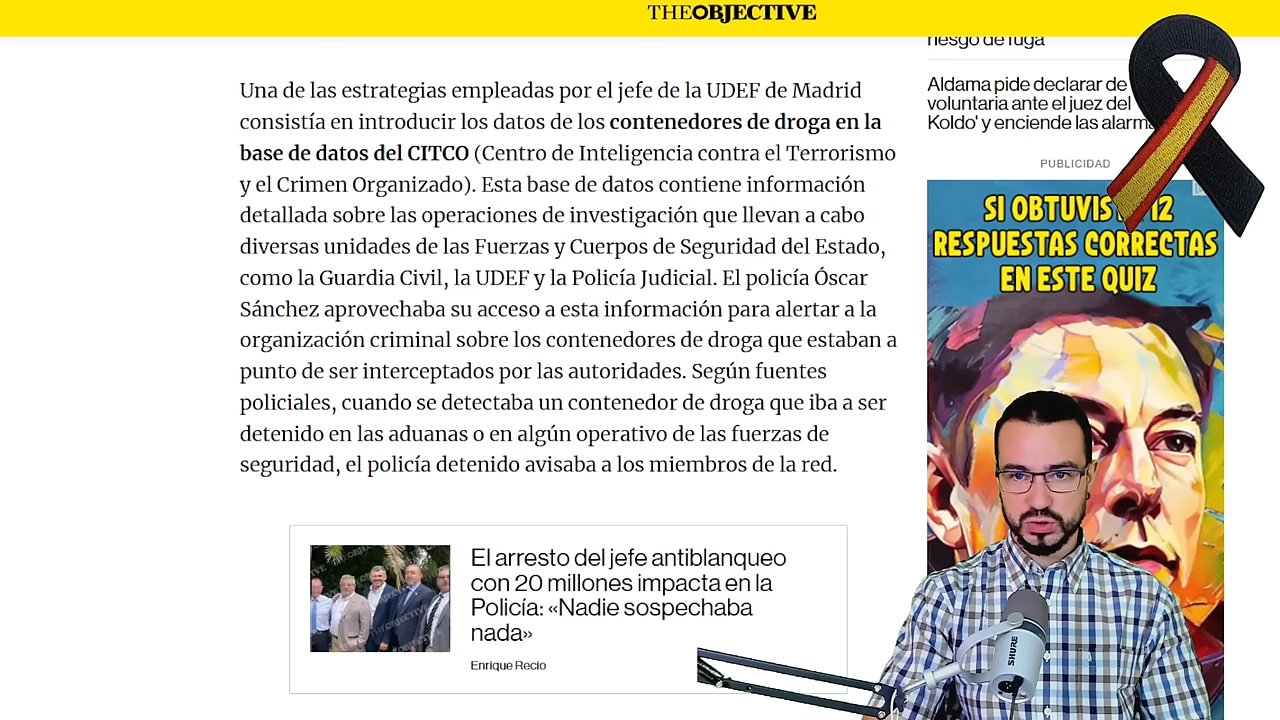 THEOBJECTIVE
riesgo de fuga
Aldama pide declarar de
voluntaria ante el juez del
Koldo' y enciende las alarm
PUBLICIDAD
SI OBTUVIS 12
RESPUESTAS CORRECTAS
EN ESTE QUIZ
Una de las estrategias empleadas por el jefe de la UDEF de Madrid
consistía en introducir los datos de los contenedores de droga en la
base de datos del CITCO (Centro de Inteligencia contra el Terrorismo
y el Crimen Organizado). Esta base de datos contiene información
detallada sobre las operaciones de investigación que llevan a cabo
diversas unidades de las Fuerzas y Cuerpos de Seguridad del Estado,
como la Guardia Civil, la UDEF y la Policía Judicial. El policía Óscar
Sánchez aprovechaba su acceso a esta información para alertar a la
organización criminal sobre los contenedores de droga que estaban a
punto de ser interceptados por las autoridades. Según fuentes
policiales, cuando se detectaba un contenedor de droga que iba a ser
detenido en las aduanas o en algún operativo de las fuerzas de
seguridad, el policía detenido avisaba a los miembros de la red.
El arresto del jefe antiblanqueo
con 20 millones impacta en la
Policía: «Nadie sospechaba
nada»
Enrique Recio
SHURE